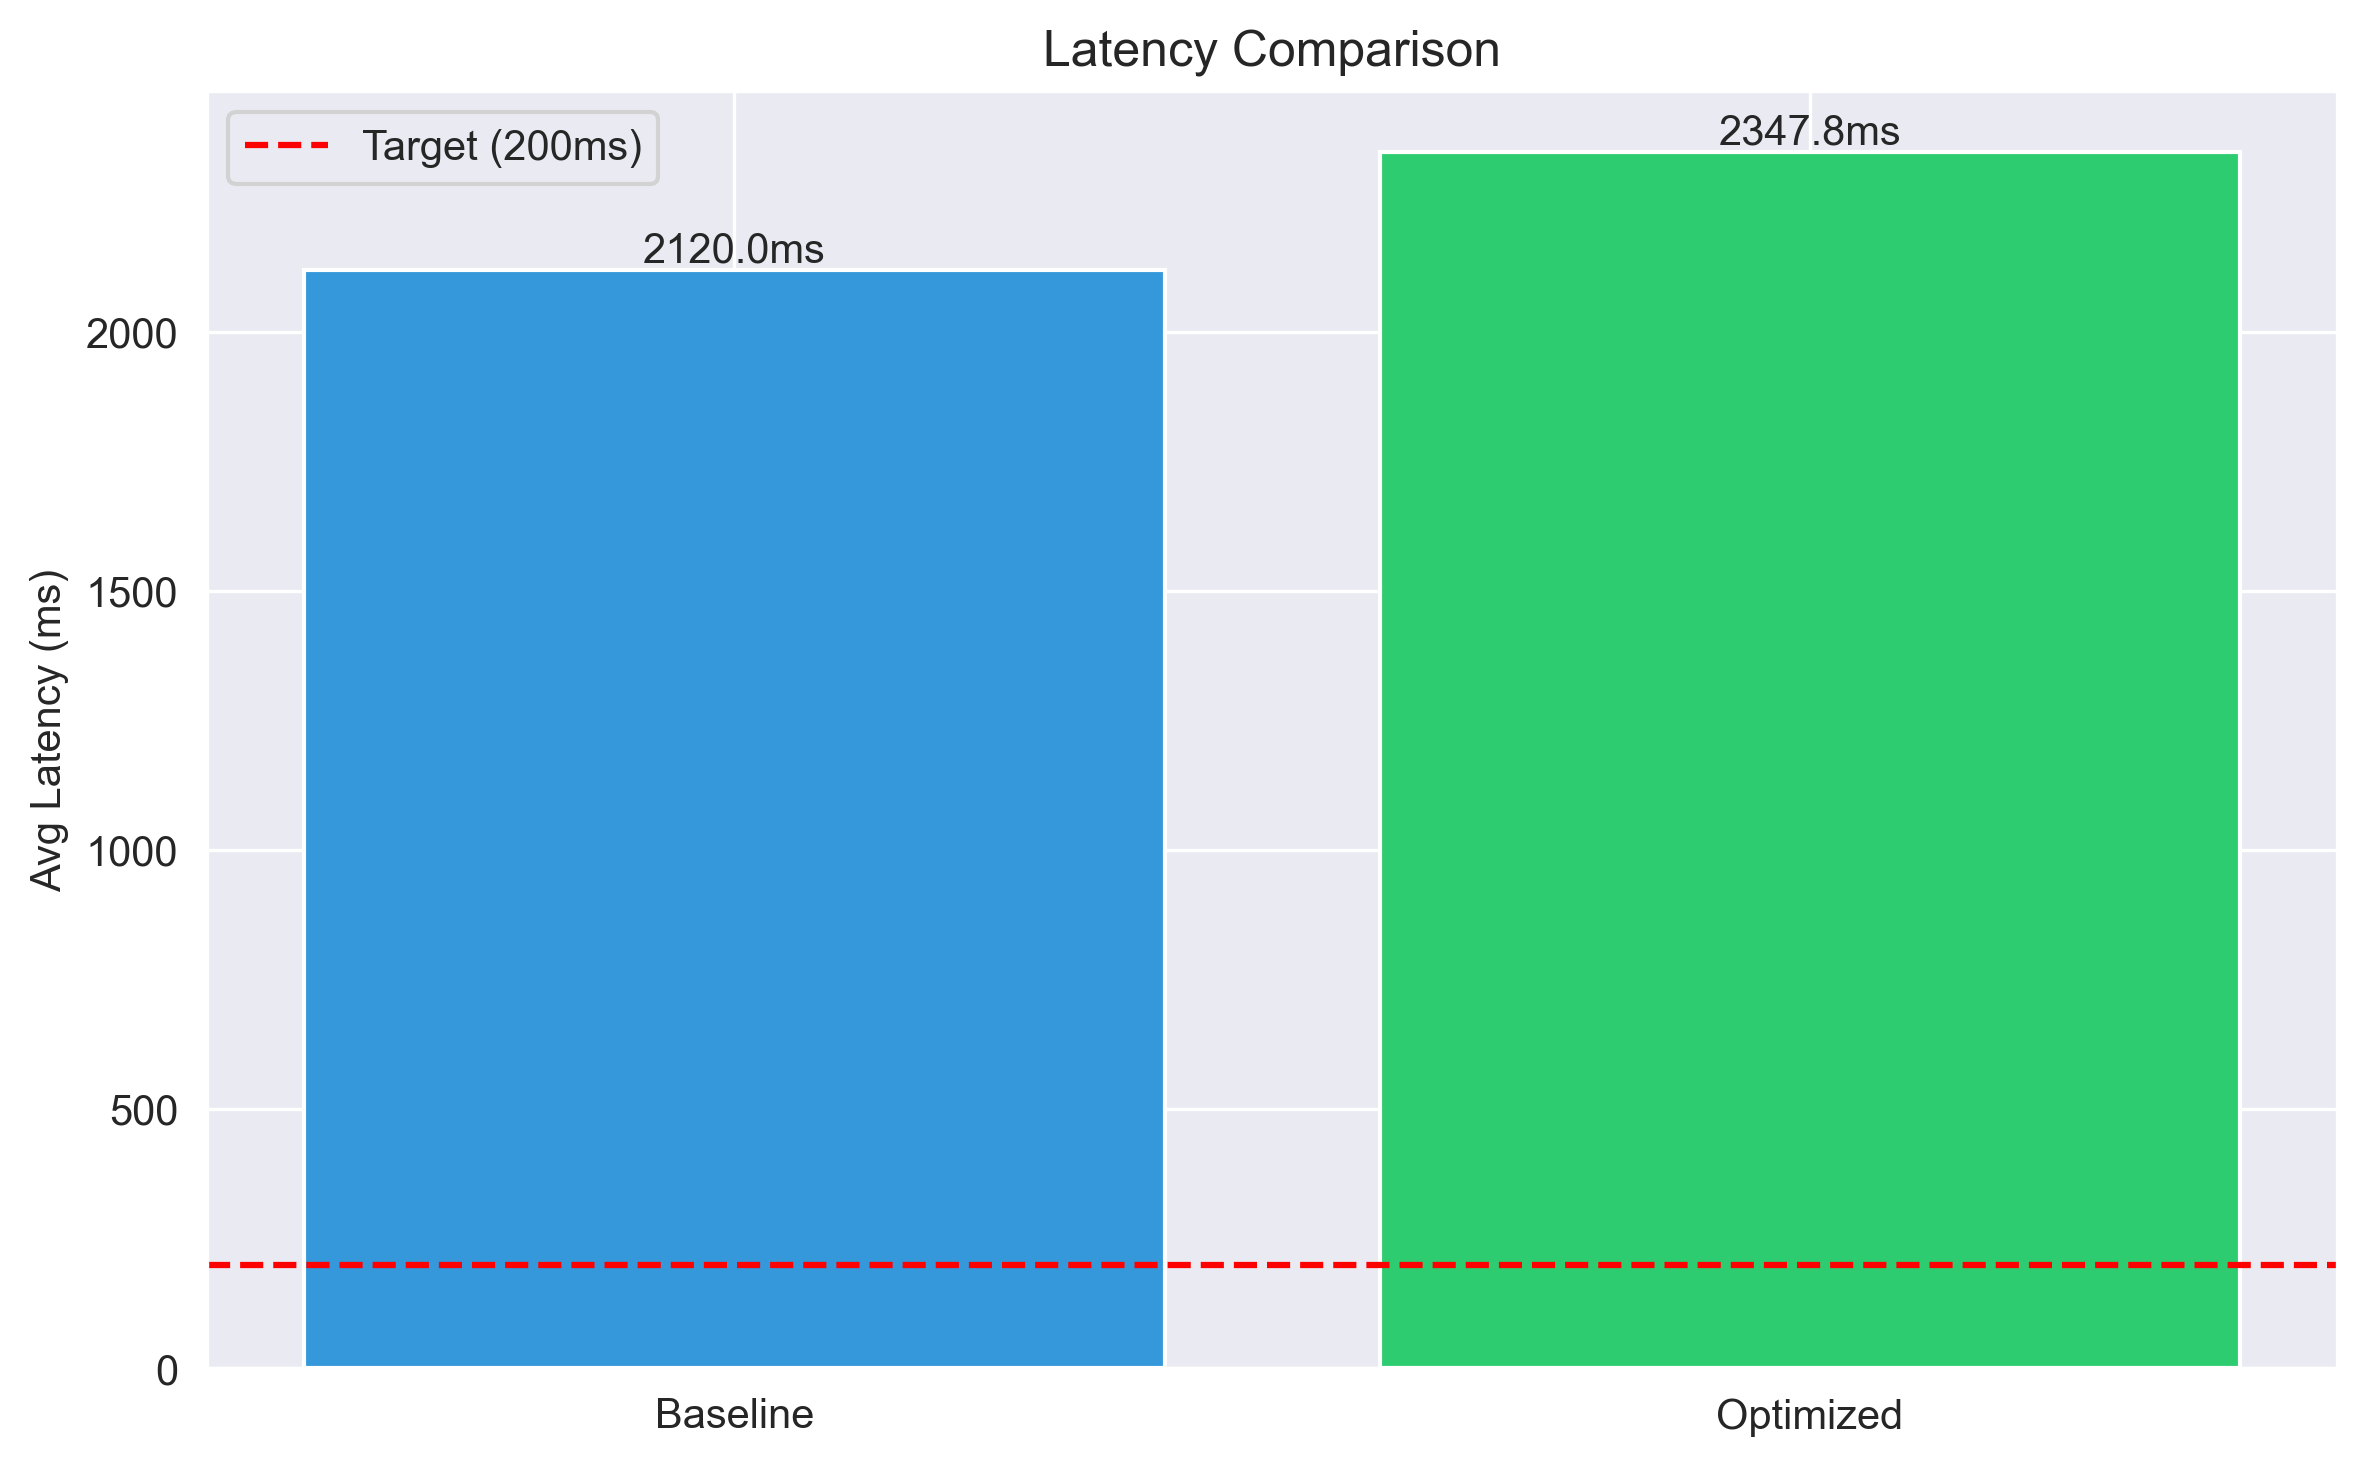 Latency Comparison
Target (200ms)
2120.0ms
2347.8ms
Avg Latency (ms)
2000
1500
1000
500
0
Baseline
Optimized